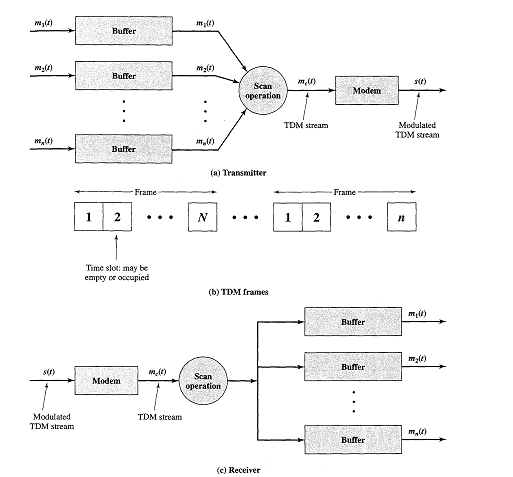 m₁(t) Buffer m₁(t)
m₂(t) Buffer m₂(t)
Scan operation
m_c(t)
Modem
s(t)
TDM stream
Modulated
TDM stream
mₙ(t) Buffer mₙ(t)
(a) Transmitter
Frame Frame
1 2 • • • N • • • 1 2 • • • n
Time slot: may be
empty or occupied
(b) TDM frames
m₁(t)
Buffer
s(t)
Modem
m_c(t)
Scan
operation
Buffer
m₂(t)
Modulated
TDM stream
TDM stream
Buffer
mₙ(t)
(c) Receiver